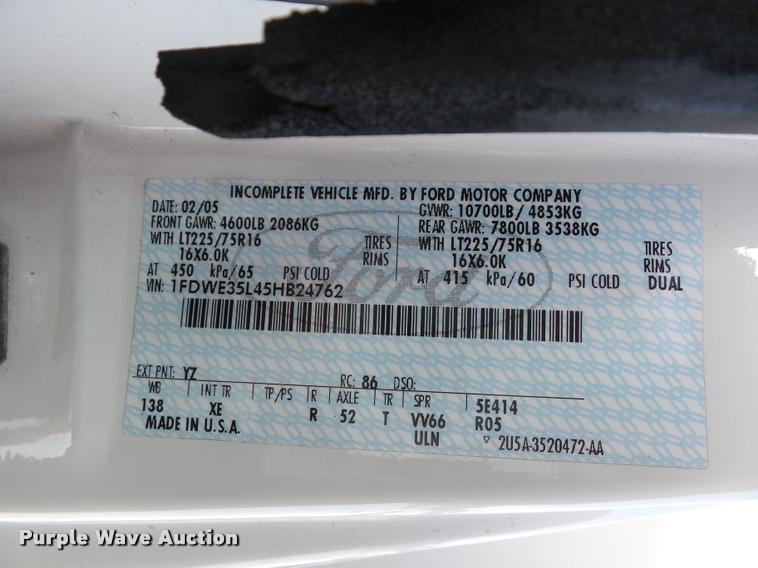 INCOMPLETE VEHICLE MFD. BY FORD MOTOR COMPANY
DATE: 02/05 GVWR: 10700LB/ 4853KG
FRONT GAWR: 4600LB 2086KG REAR GAWR: 7800LB 3538KG
WITH LT225/75R16 TIRES WITH LT225/75R16 TIRES
16X6.0K RIMS 16X6.0K RIMS
AT 450 kPa/65 PSI COLD AT 415 kPa/60 PSI COLD DUAL
VIN: 1FDWE35L45HB24762
Ford
EXT PNT: YZ RC: 86 DSO:
WB INT TR TP/PS R AXLE TR SPR 5E414
138 XE R 52 T VV66 R05
MADE IN U.S.A. ULN 2U5A-3520472-AA
Purple Wave Auction